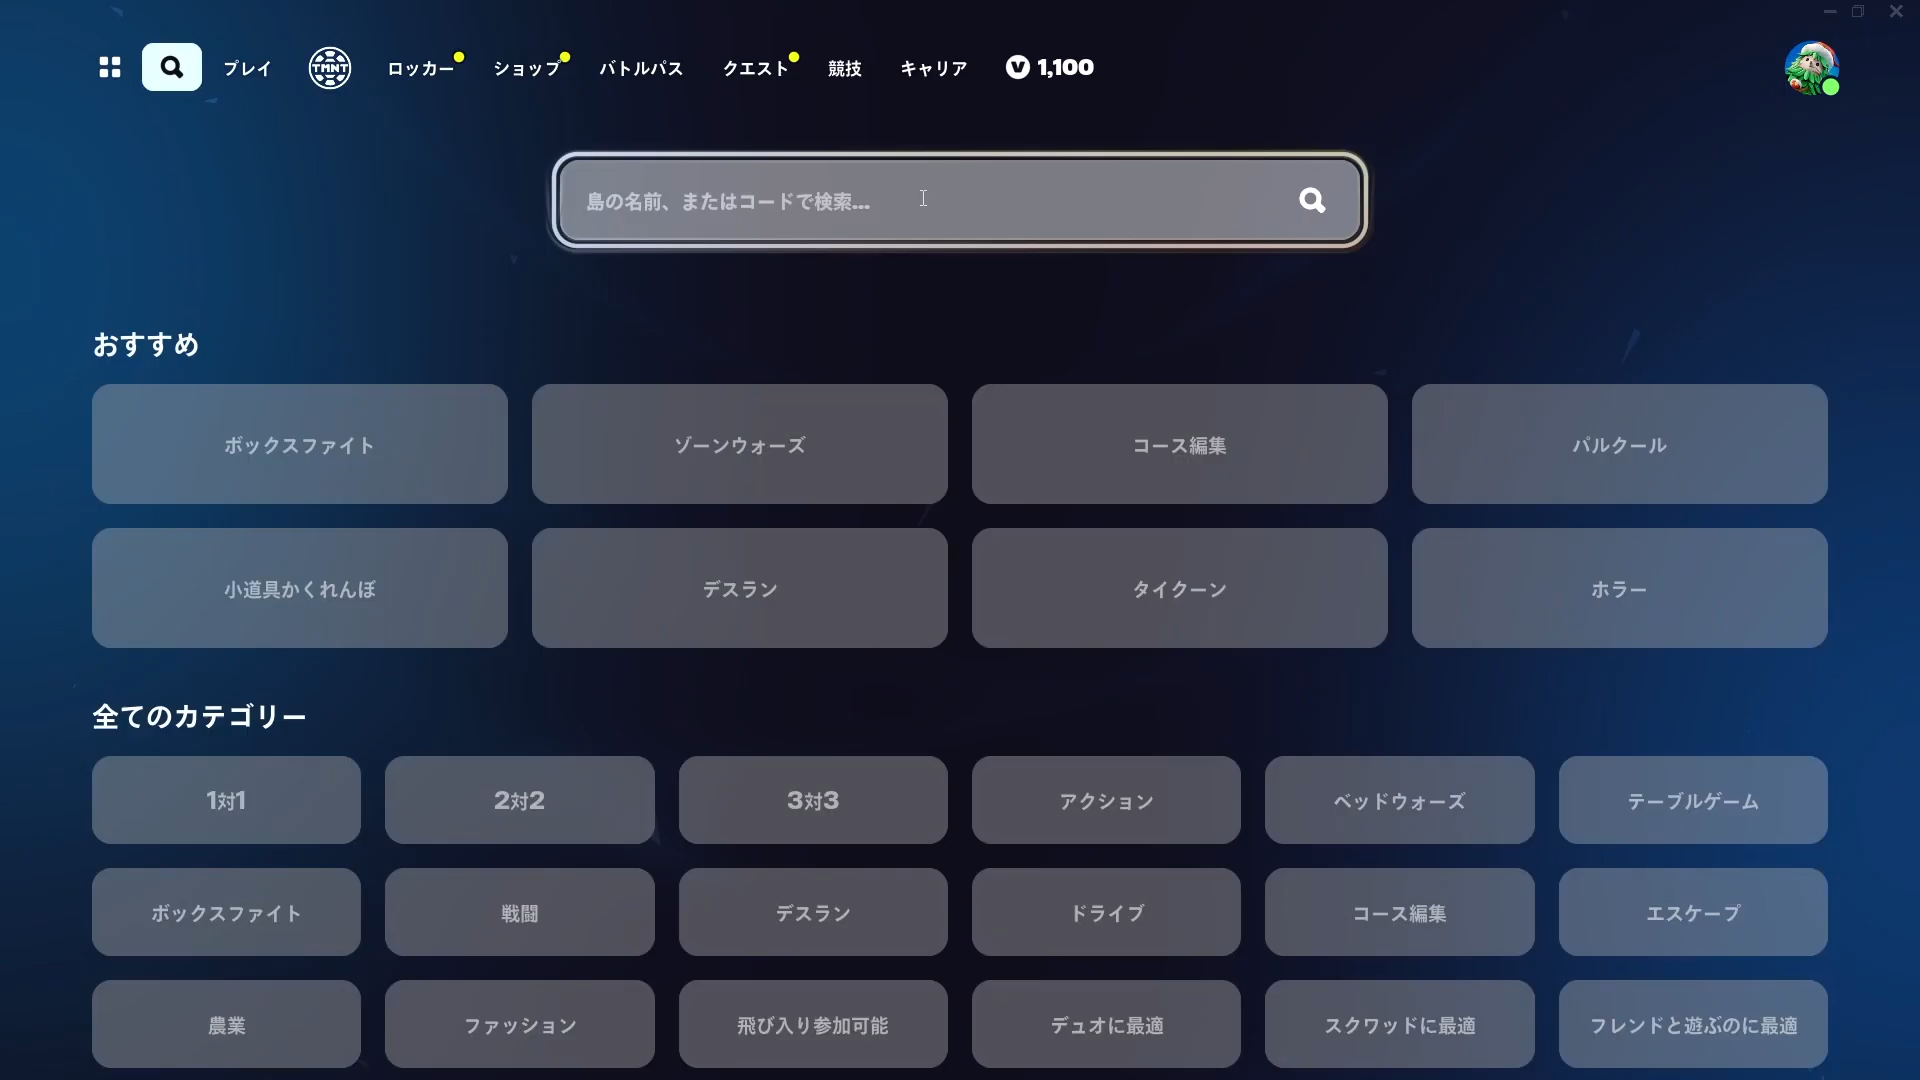 プレイ
TMNT
ロッカー
ショップ
バトルパス
クエスト
競技
キャリア
V 1,100
島の名前、またはコードで検索...
おすすめ
ボックスファイト
ゾーンウォーズ
コース編集
パルクール
小道具かくれんぼ
デスラン
タイクーン
ホラー
全てのカテゴリー
1対1
2対2
3対3
アクション
ベッドウォーズ
テーブルゲーム
ボックスファイト
戦闘
デスラン
ドライブ
コース編集
エスケープ
農業
ファッション
飛び入り参加可能
デュオに最適
スクワッドに最適
フレンドと遊ぶのに最適